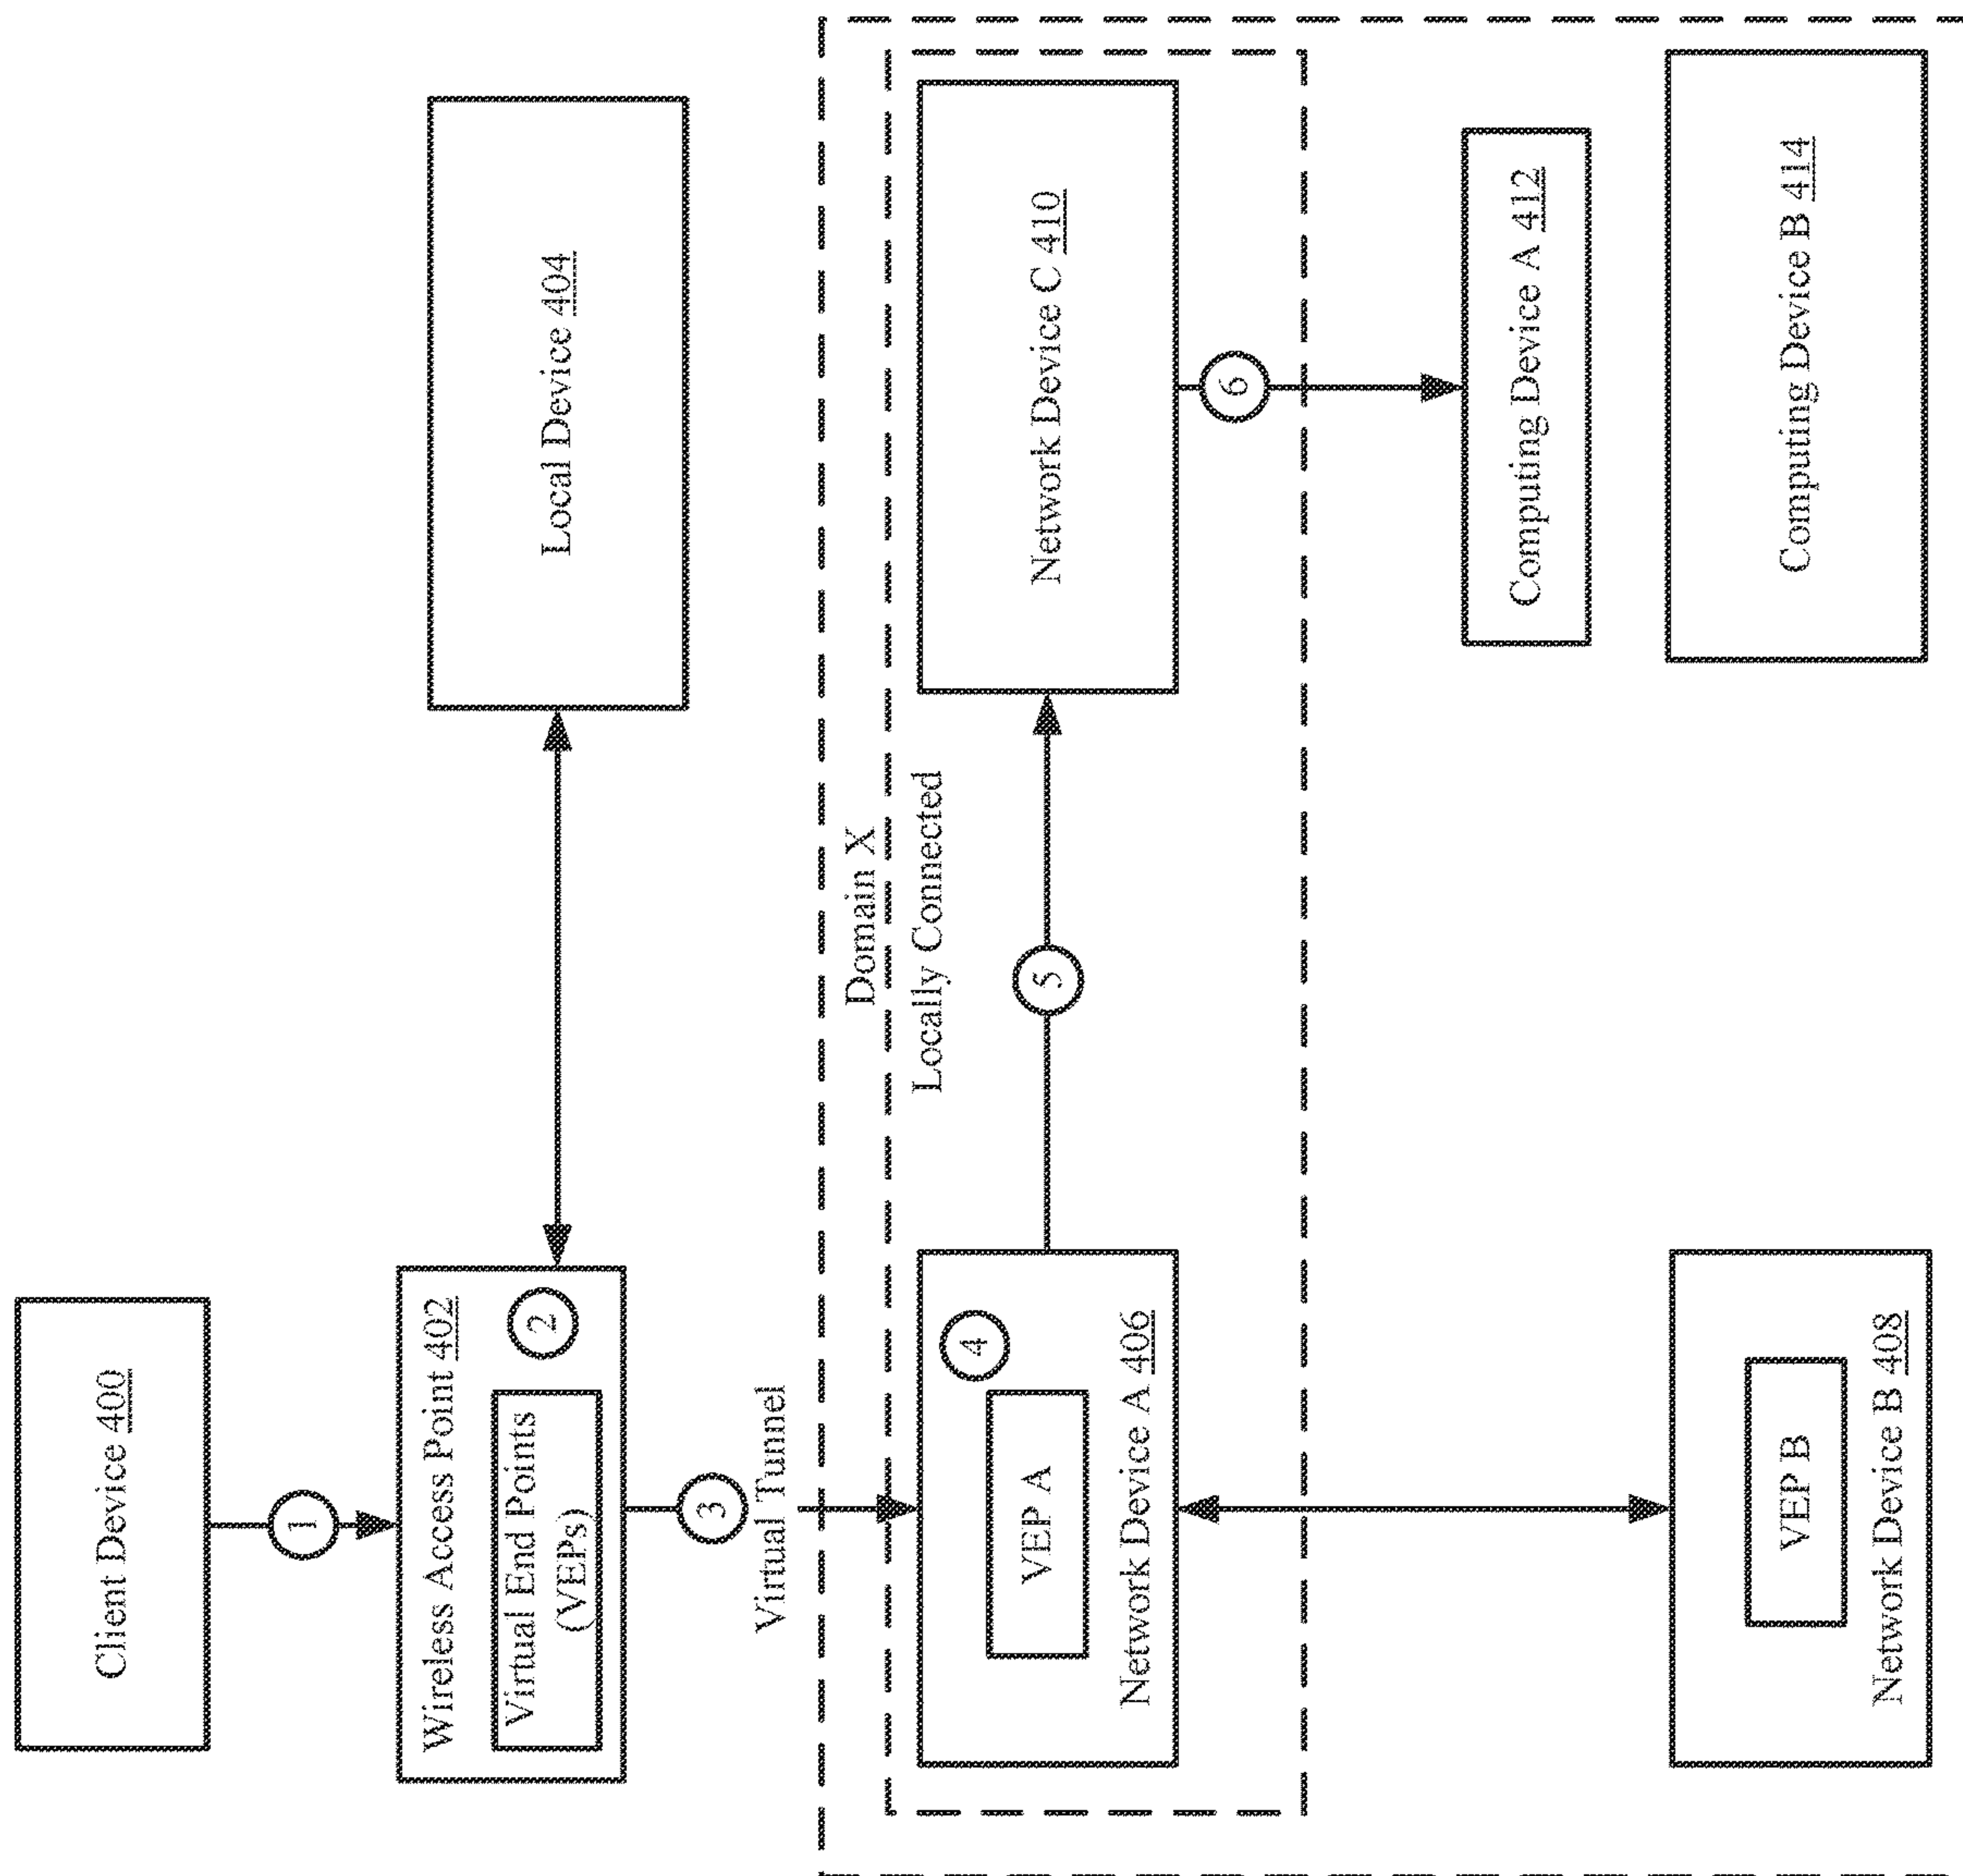 Client Device 400
1
Wireless Access Point 402
2
Virtual End Points
(VEPs)
Local Device 404
3
Virtual Tunnel
Domain X
Locally Connected
4
VEP A
Network Device A 406
5
Network Device C 410
6
Computing Device A 412
VEP B
Network Device B 408
Computing Device B 414